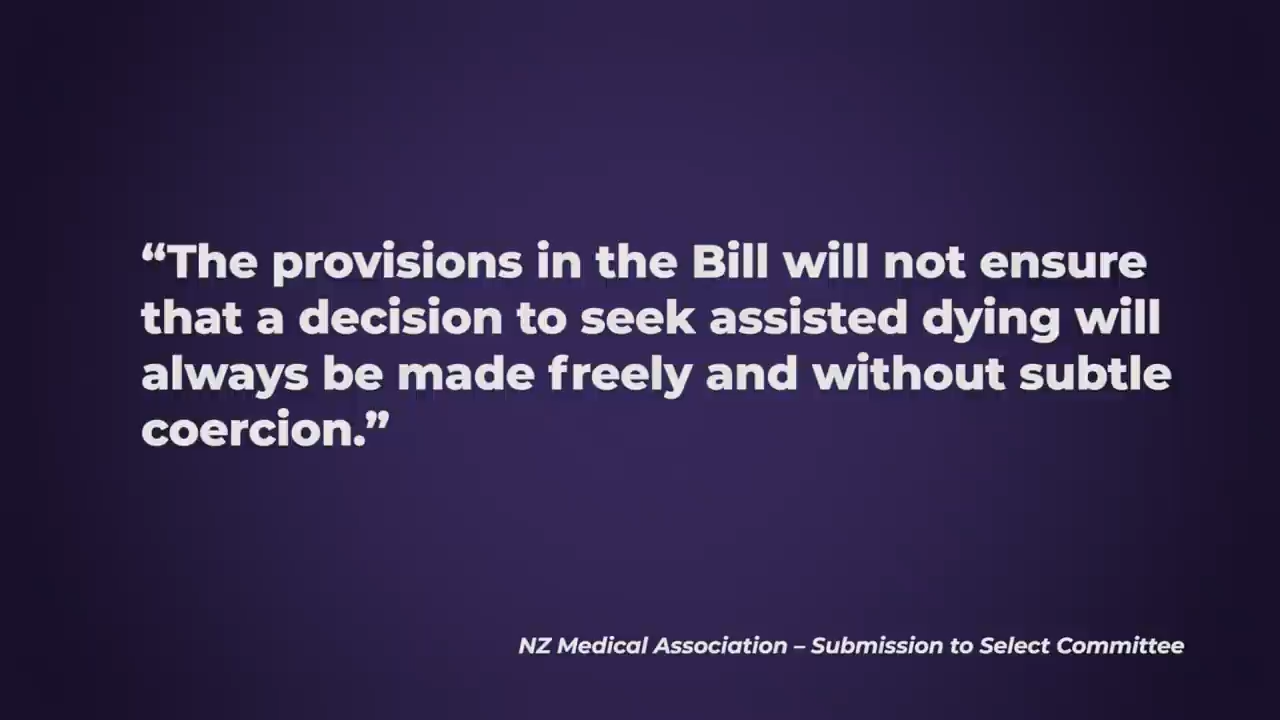 “The provisions in the Bill will not ensure
that a decision to seek assisted dying will
always be made freely and without subtle
coercion.”
NZ Medical Association – Submission to Select Committee